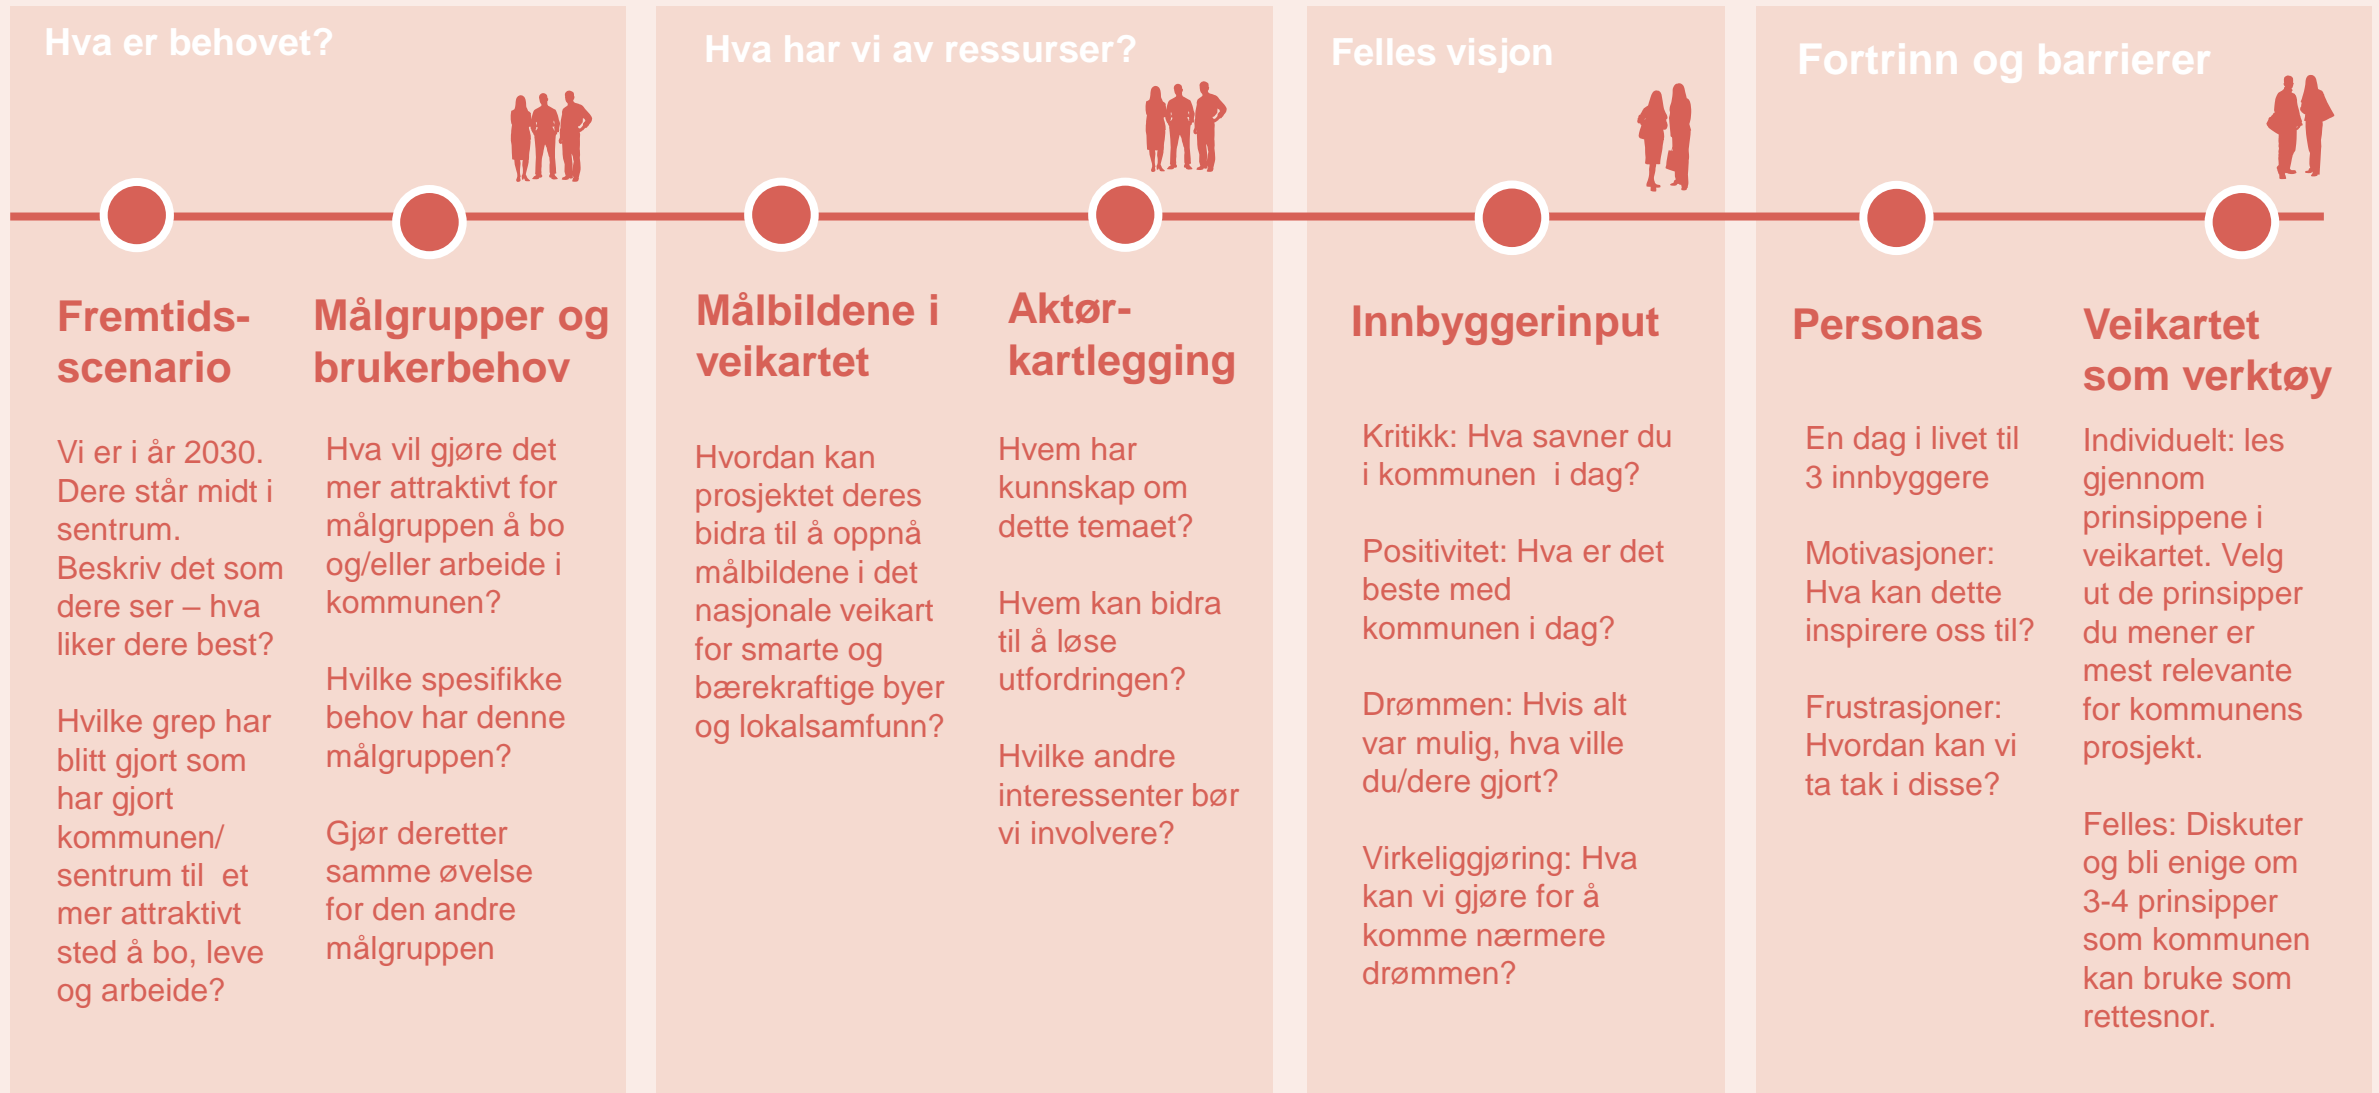 Hva er behovet?
Fremtids-
scenario
Vi er i år 2030.
Dere står midt i
sentrum.
Beskriv det som
dere ser – hva
liker dere best?
Hvilke grep har
blitt gjort som
har gjort
kommunen/
sentrum til  et
mer attraktivt
sted å bo, leve
og arbeide?
Målgrupper og
brukerbehov
Hva vil gjøre det
mer attraktivt for
målgruppen å bo
og/eller arbeide i
kommunen?
Hvilke spesifikke
behov har denne
målgruppen?
Gjør deretter
samme øvelse
for den andre
målgruppen
Hva har vi av ressurser?
Målbildene i
veikartet
Hvordan kan
prosjektet deres
bidra til å oppnå
målbildene i det
nasjonale veikart
for smarte og
bærekraftige byer
og lokalsamfunn?
Aktør-
kartlegging
Hvem har
kunnskap om
dette temaet?
Hvem kan bidra
til å løse
utfordringen?
Hvilke andre
interessenter bør
vi involvere?
Felles visjon
Innbyggerinput
Kritikk: Hva savner du
i kommunen  i dag?
Positivitet: Hva er det
beste med
kommunen i dag?
Drømmen: Hvis alt
var mulig, hva ville
du/dere gjort?
Virkeliggjøring: Hva
kan vi gjøre for å
komme nærmere
drømmen?
Fortrinn og barrierer
Personas
En dag i livet til
3 innbyggere
Motivasjoner:
Hva kan dette
inspirere oss til?
Frustrasjoner:
Hvordan kan vi
ta tak i disse?
Veikartet
som verktøy
Individuelt: les
gjennom
prinsippene i
veikartet. Velg
ut de prinsipper
du mener er
mest relevante
for kommunens
prosjekt.
Felles: Diskuter
og bli enige om
3-4 prinsipper
som kommunen
kan bruke som
rettesnor.